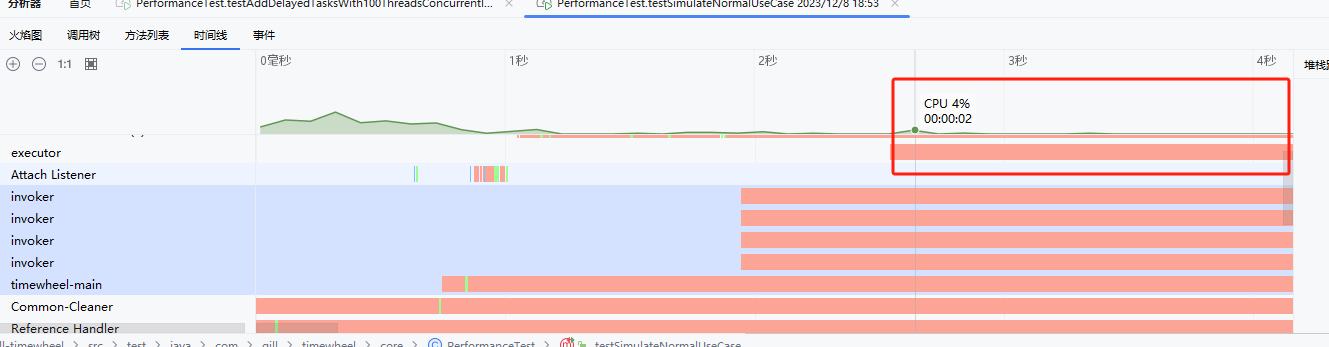 分析器 首页 PerformanceTest.testAddDelayedTasksWith100ThreadsConcurrentl... × PerformanceTest.testSimulateNormalUseCase 2023/12/8 18:53 ×
火焰图 调用树 方法列表 时间线 事件
1:1 0毫秒 1秒 2秒 3秒 4秒
CPU 4%
00:00:02
executor
Attach Listener
invoker
invoker
invoker
invoker
timewheel-main
Common-Cleaner
Reference Handler
ll-timewheel > src > test > java > com > gill > timewheel > core > PerformanceTest > testSimulateNormalUseCase